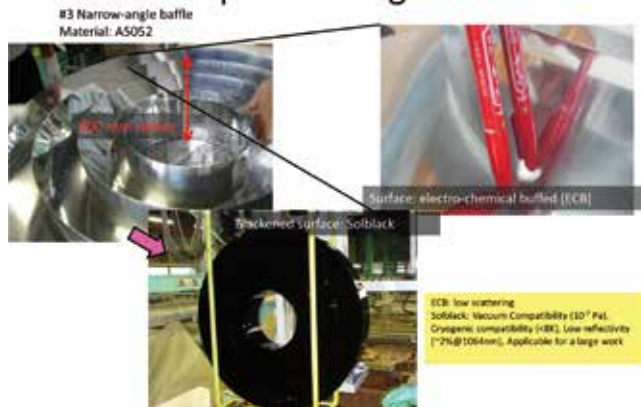 #3 Narrow-angle baffle
Material: A5052
Surface: electro-chemical buffed (ECB)
Blackened surface: Solblack
ECB: low scattering
Solblack: Vacuum Compatibility (10⁻⁷ Pa),
Cryogenic compatibility (<8K), Low reflectivity
(~2%@1064nm), Applicable for a large work